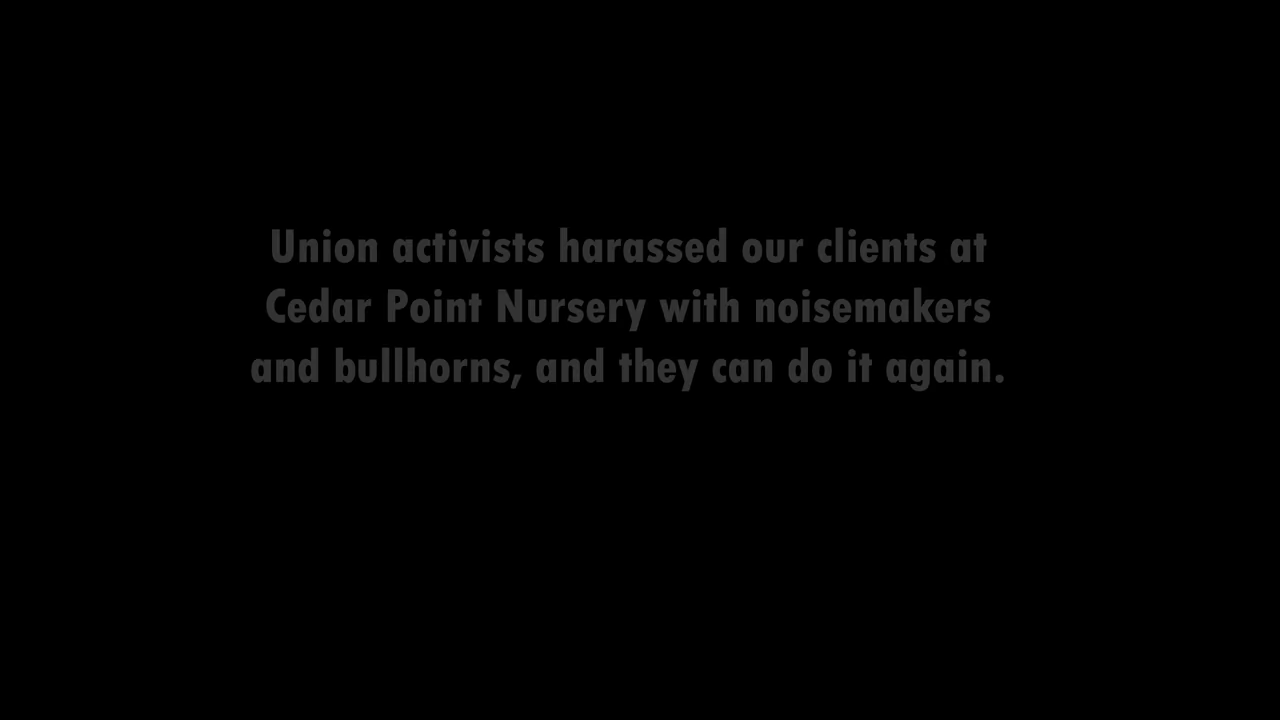 Union activists harassed our clients at
Cedar Point Nursery with noisemakers
and bullhorns, and they can do it again.